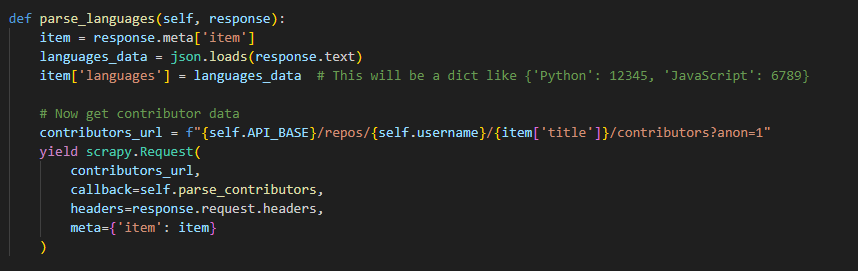 def parse_languages(self, response):
    item = response.meta['item']
    languages_data = json.loads(response.text)
    item['languages'] = languages_data  # This will be a dict like {'Python': 12345, 'JavaScript': 6789}

    # Now get contributor data
    contributors_url = f"{self.API_BASE}/repos/{self.username}/{item['title']}/contributors?anon=1"
    yield scrapy.Request(
        contributors_url,
        callback=self.parse_contributors,
        headers=response.request.headers,
        meta={'item': item}
    )